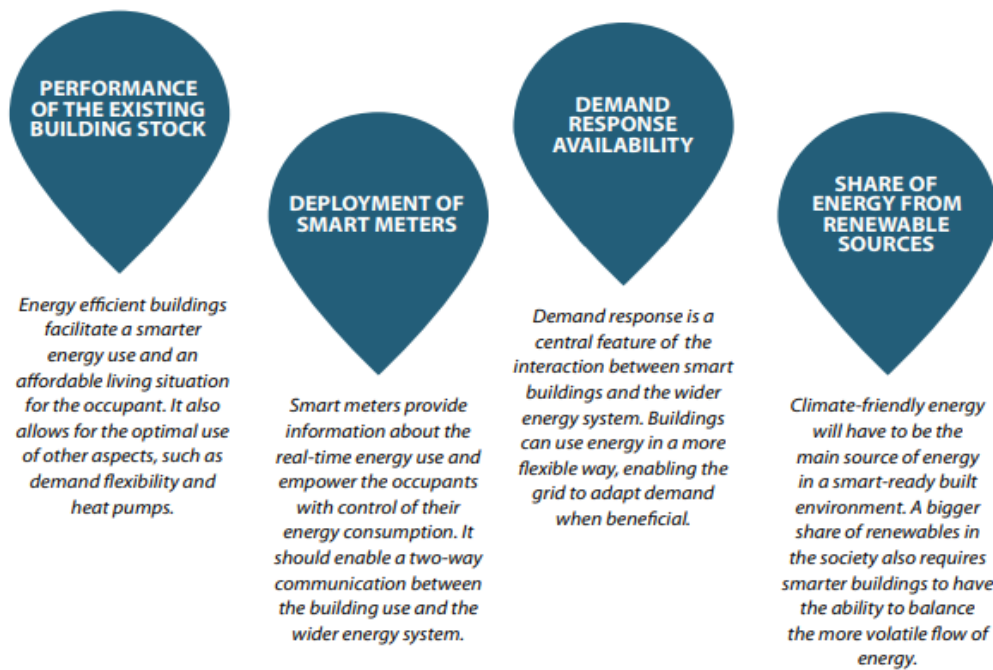 PERFORMANCE
OF THE EXISTING
BUILDING STOCK
Energy efficient buildings
facilitate a smarter
energy use and an
affordable living situation
for the occupant. It also
allows for the optimal use
of other aspects, such as
demand flexibility and
heat pumps.
DEPLOYMENT OF
SMART METERS
Smart meters provide
information about the
real-time energy use and
empower the occupants
with control of their
energy consumption. It
should enable a two-way
communication between
the building use and the
wider energy system.
DEMAND
RESPONSE
AVAILABILITY
Demand response is a
central feature of the
interaction between smart
buildings and the wider
energy system. Buildings
can use energy in a more
flexible way, enabling the
grid to adapt demand
when beneficial.
SHARE OF
ENERGY FROM
RENEWABLE
SOURCES
Climate-friendly energy
will have to be the
main source of energy
in a smart-ready built
environment. A bigger
share of renewables in
the society also requires
smarter buildings to have
the ability to balance
the more volatile flow of
energy.